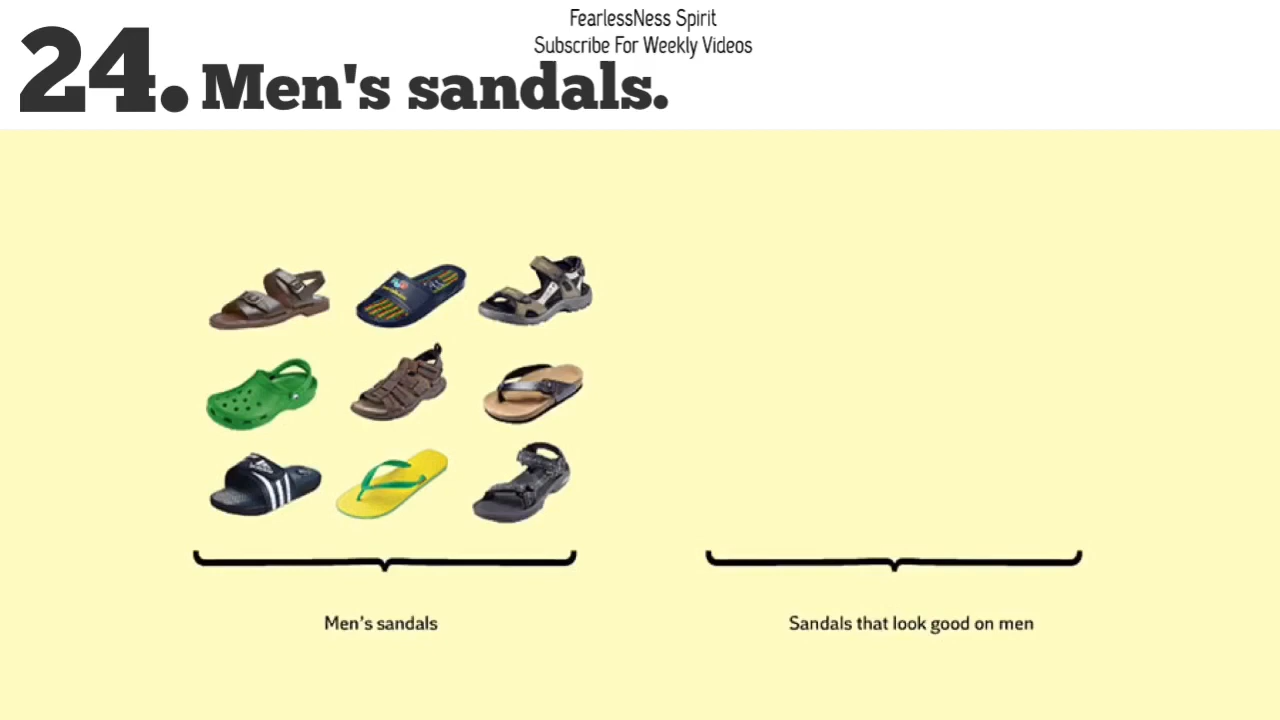 FearlessNess Spirit
Subscribe For Weekly Videos
24. Men's sandals.
Men's sandals
Sandals that look good on men